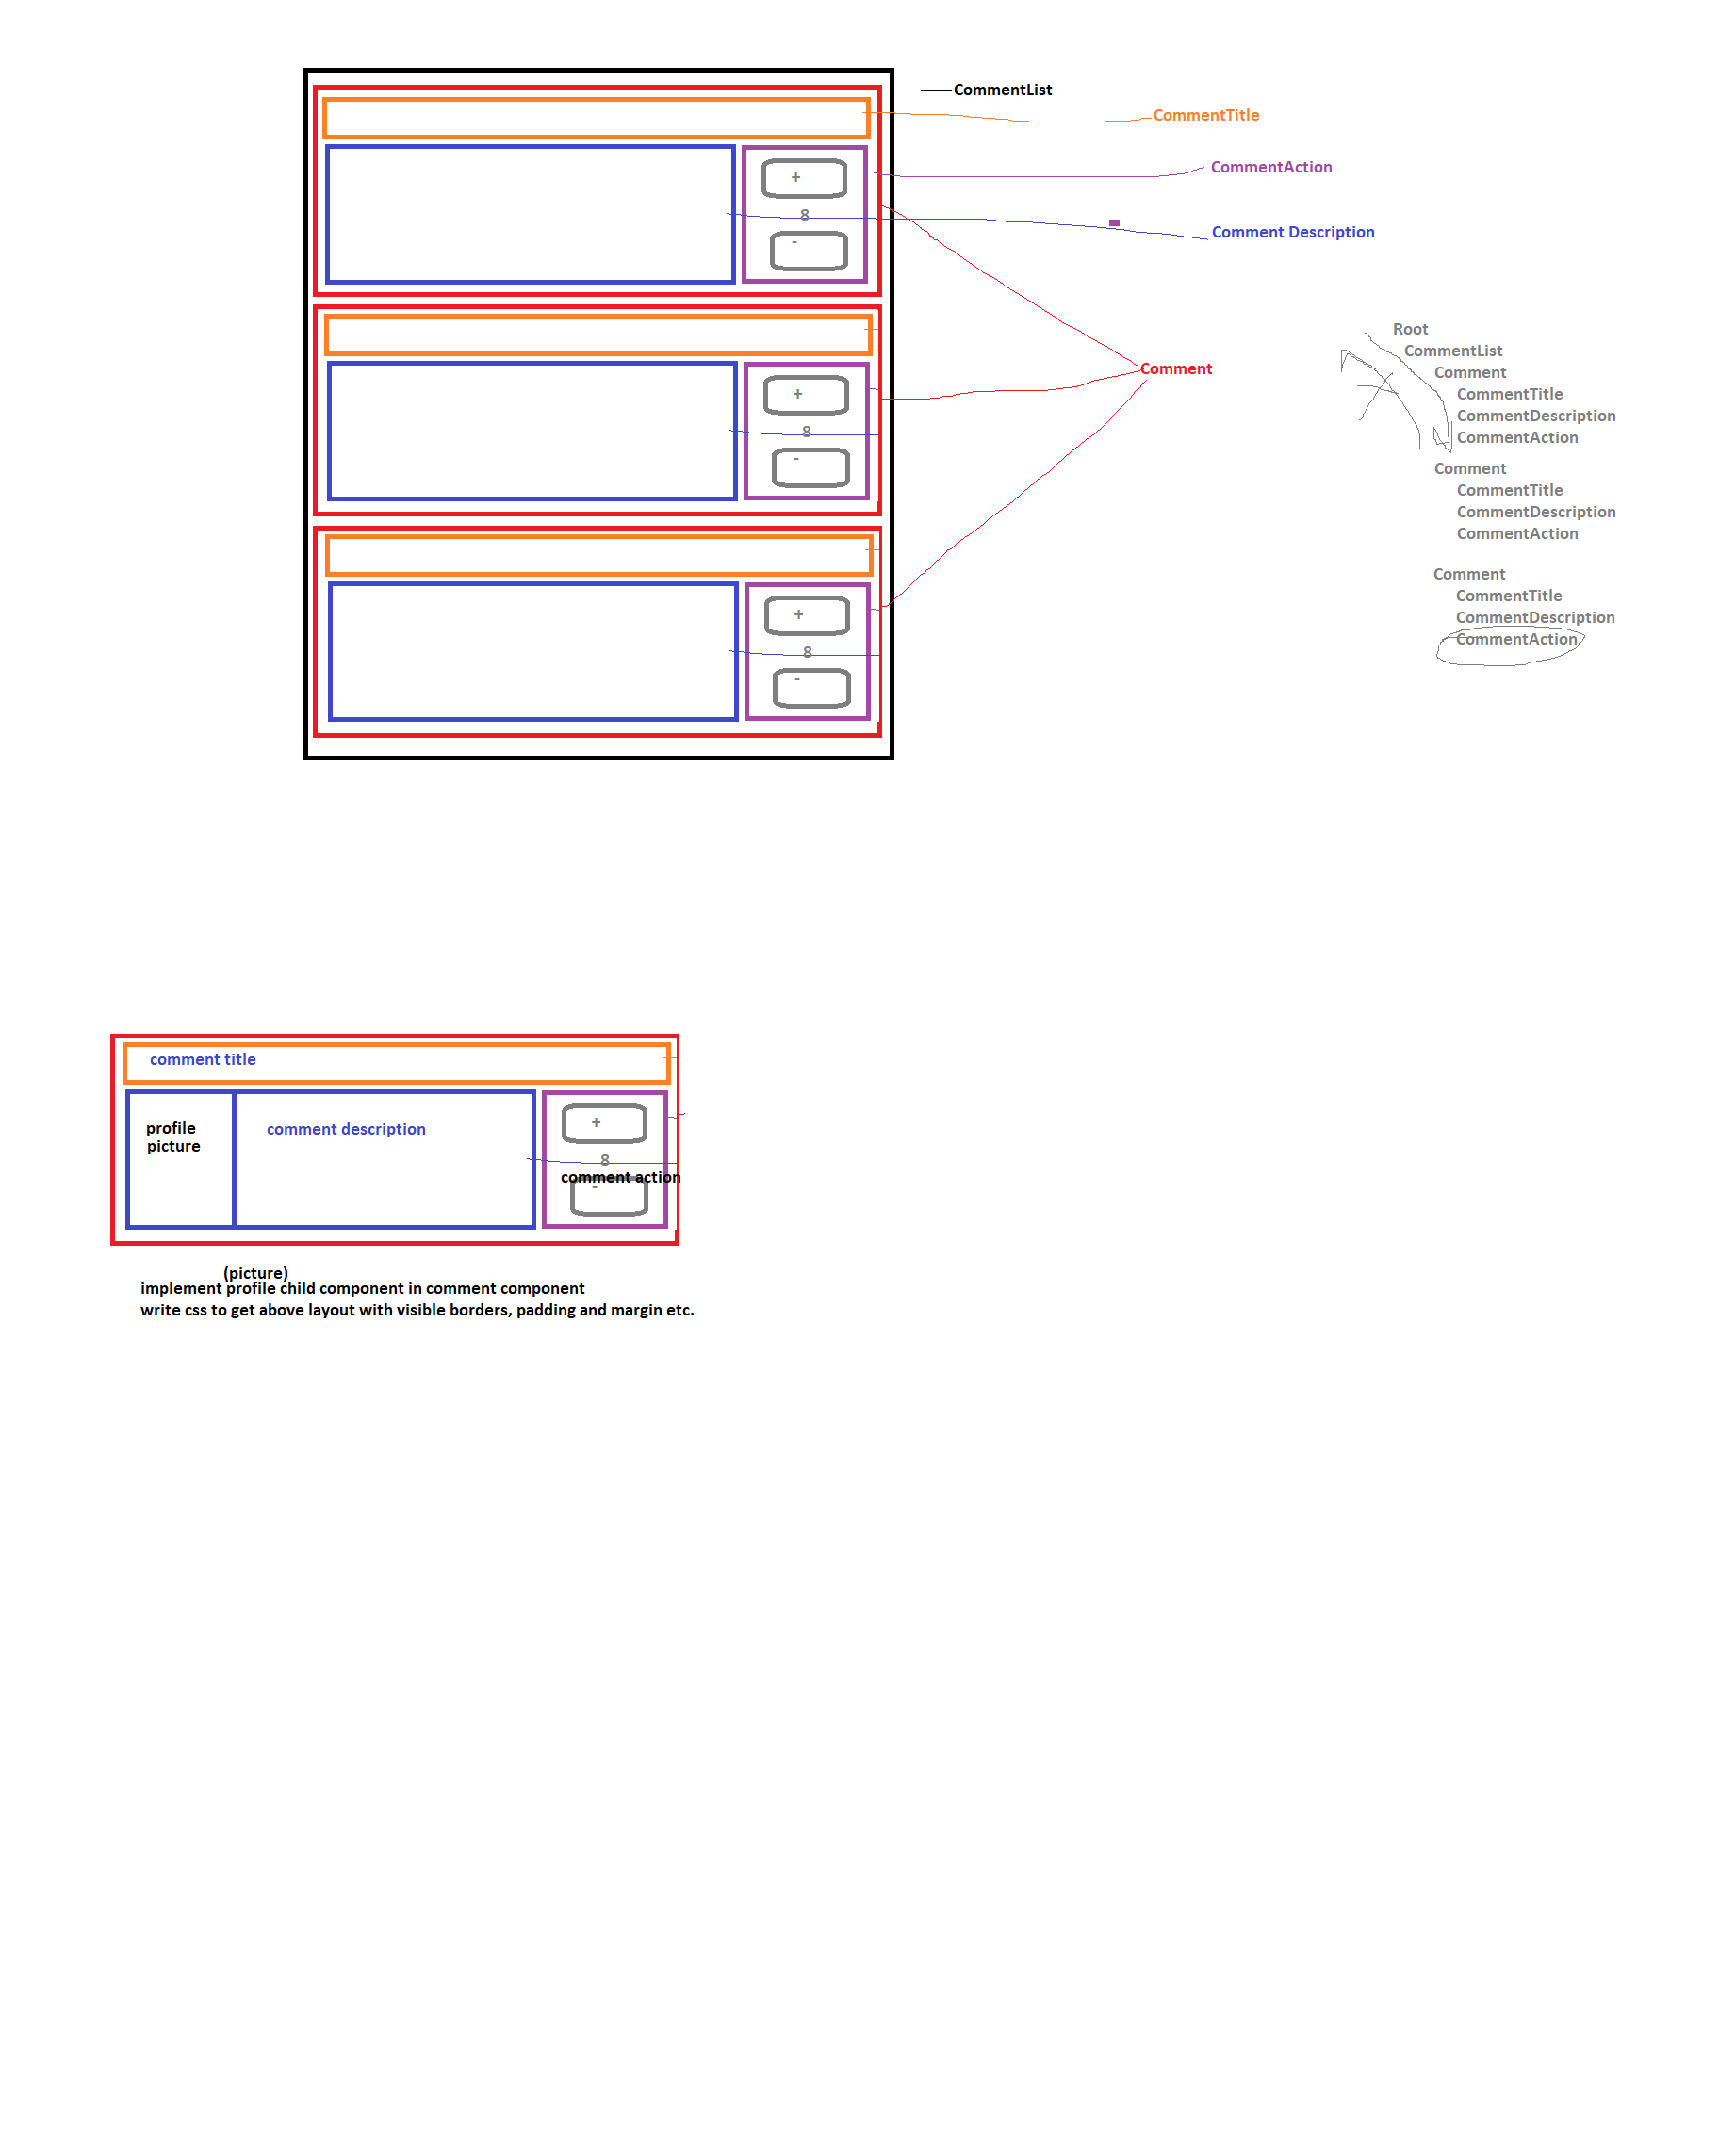 CommentList
CommentTitle
CommentAction
+
8
Comment Description
-
Root
CommentList
Comment
Comment
CommentTitle
+
CommentDescription
8
CommentAction
-
Comment
CommentTitle
CommentDescription
CommentAction
Comment
CommentTitle
+
CommentDescription
8
CommentAction
-
comment title
profile
picture
comment description
+
8
comment action
-
(picture)
implement profile child component in comment component
write css to get above layout with visible borders, padding and margin etc.